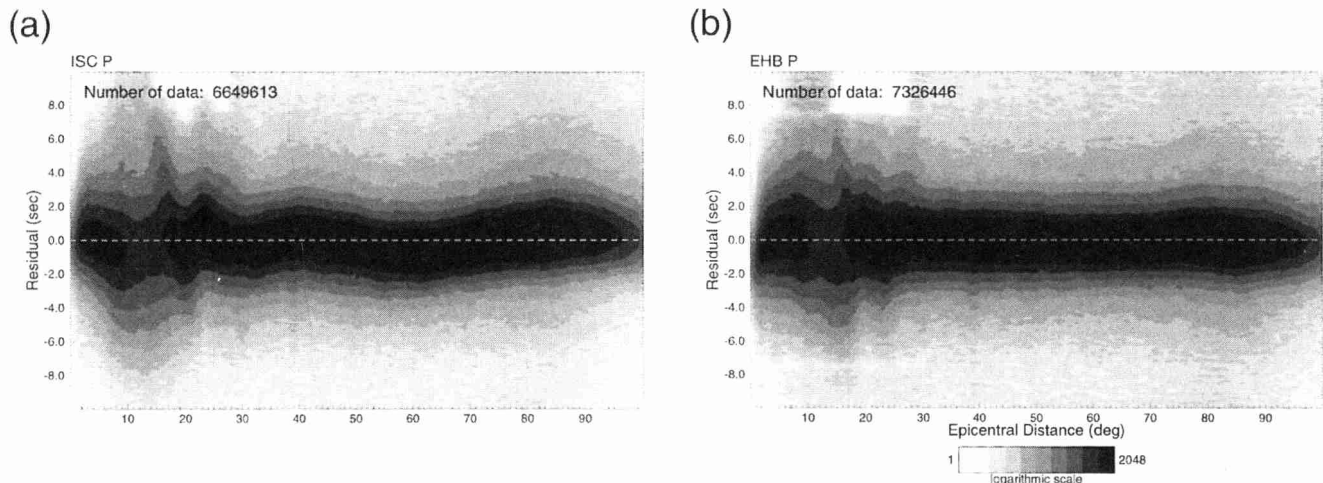 (a)
ISC P
Number of data: 6649613
Residual (sec)
8.0
6.0
4.0
2.0
0.0
-2.0
-4.0
-6.0
-8.0
10 20 30 40 50 60 70 80 90
(b)
EHB P
Number of data: 7326446
Residual (sec)
8.0
6.0
4.0
2.0
0.0
-2.0
-4.0
-6.0
-8.0
10 20 30 40 50 60 70 80 90
Epicentral Distance (deg)
1 2048
logarithmic scale